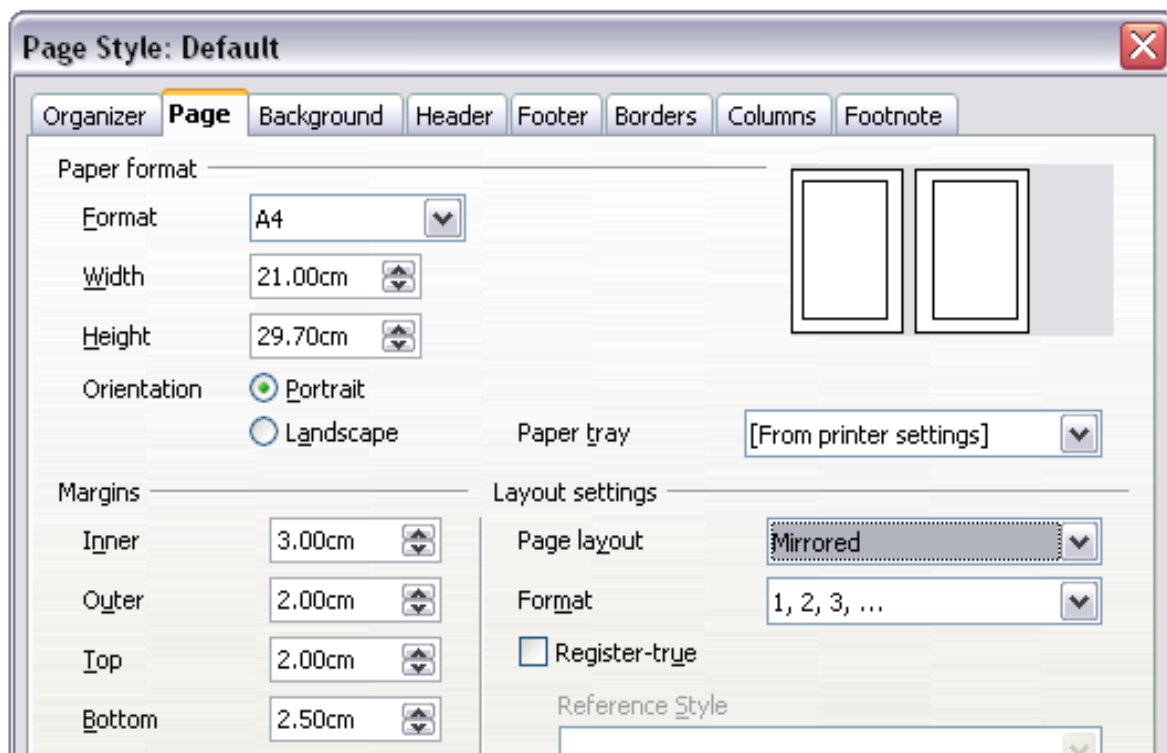 Page Style: Default
Organizer Page Background Header Footer Borders Columns Footnote
Paper format
Format A4
Width 21.00cm
Height 29.70cm
Orientation Portrait
Landscape Paper tray [From printer settings]
Margins Layout settings
Inner 3.00cm Page layout Mirrored
Outer 2.00cm Format 1, 2, 3, ...
Top 2.00cm Register-true
Reference Style
Bottom 2.50cm